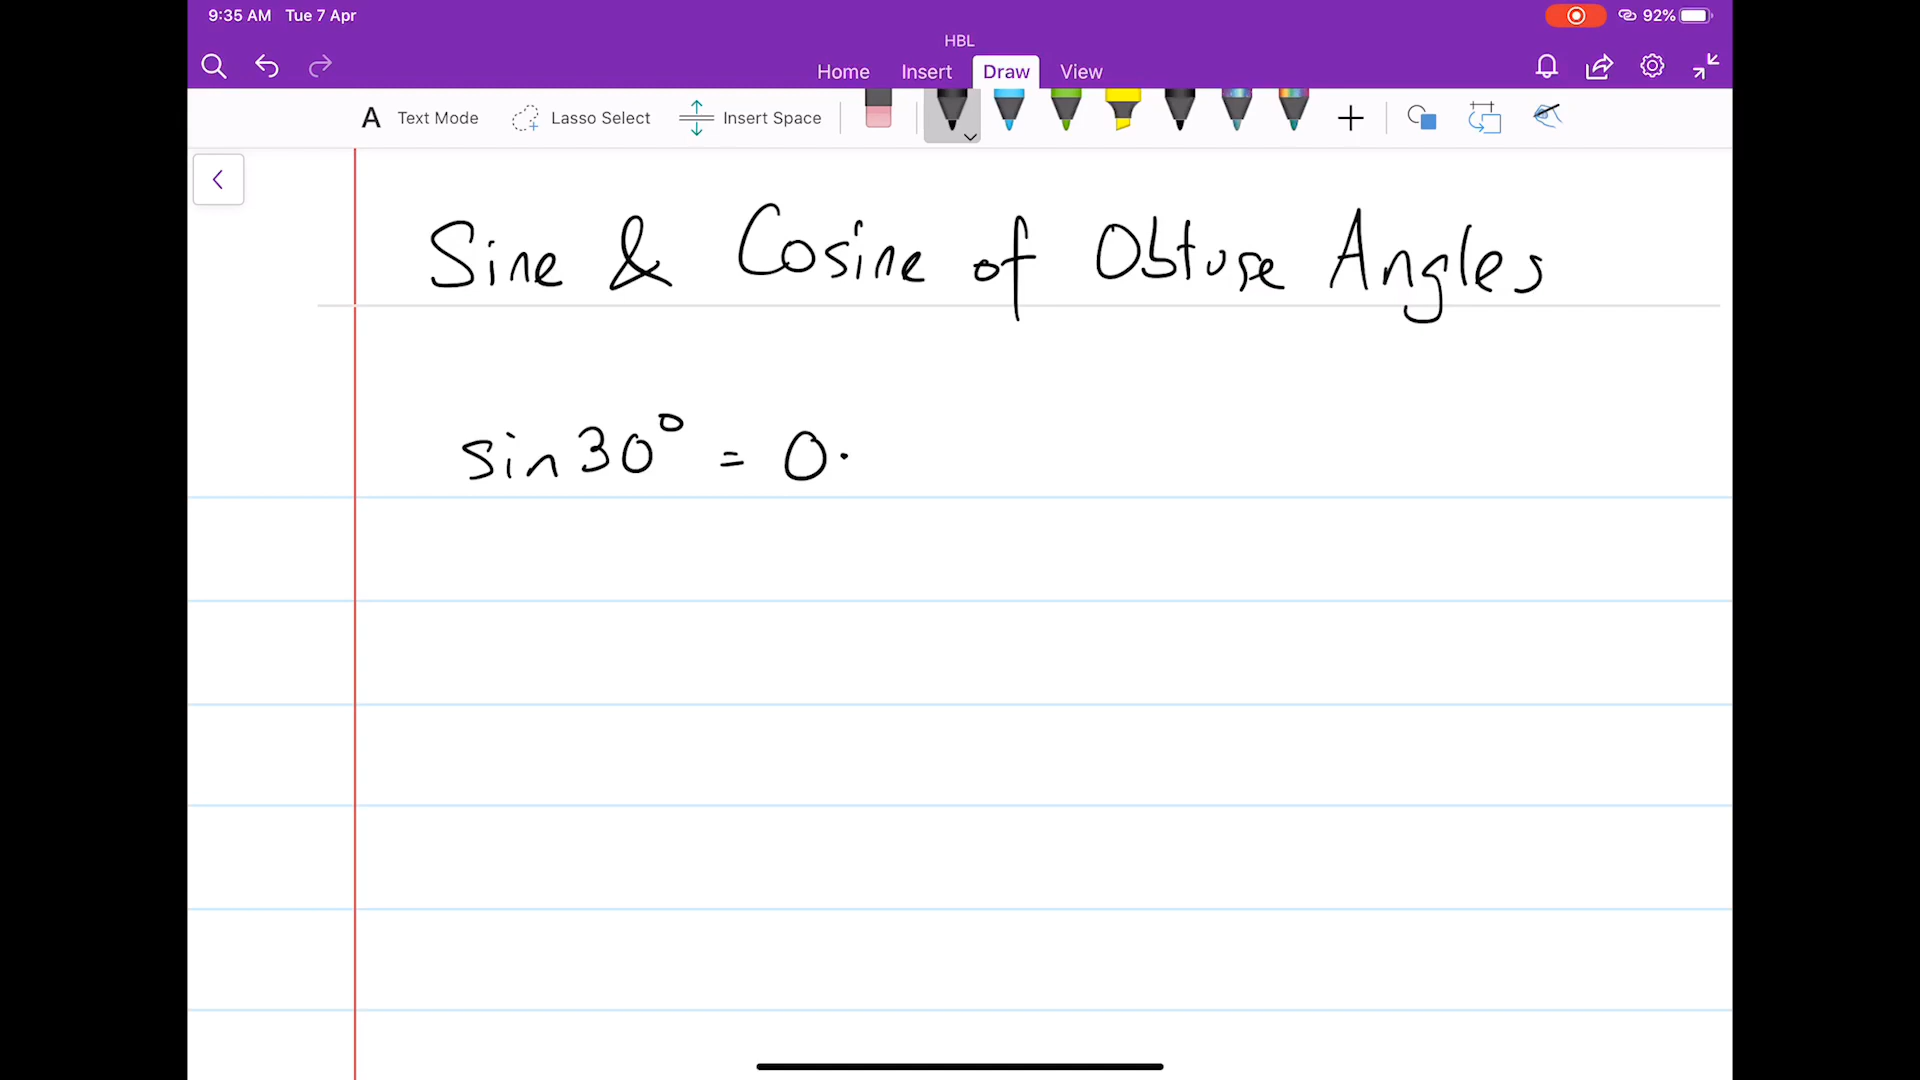 9:35 AM Tue 7 Apr 92%
HBL
Home Insert Draw View
A Text Mode Lasso Select Insert Space
Sine & Cosine of Obtuse Angles
sin 30° = 0.